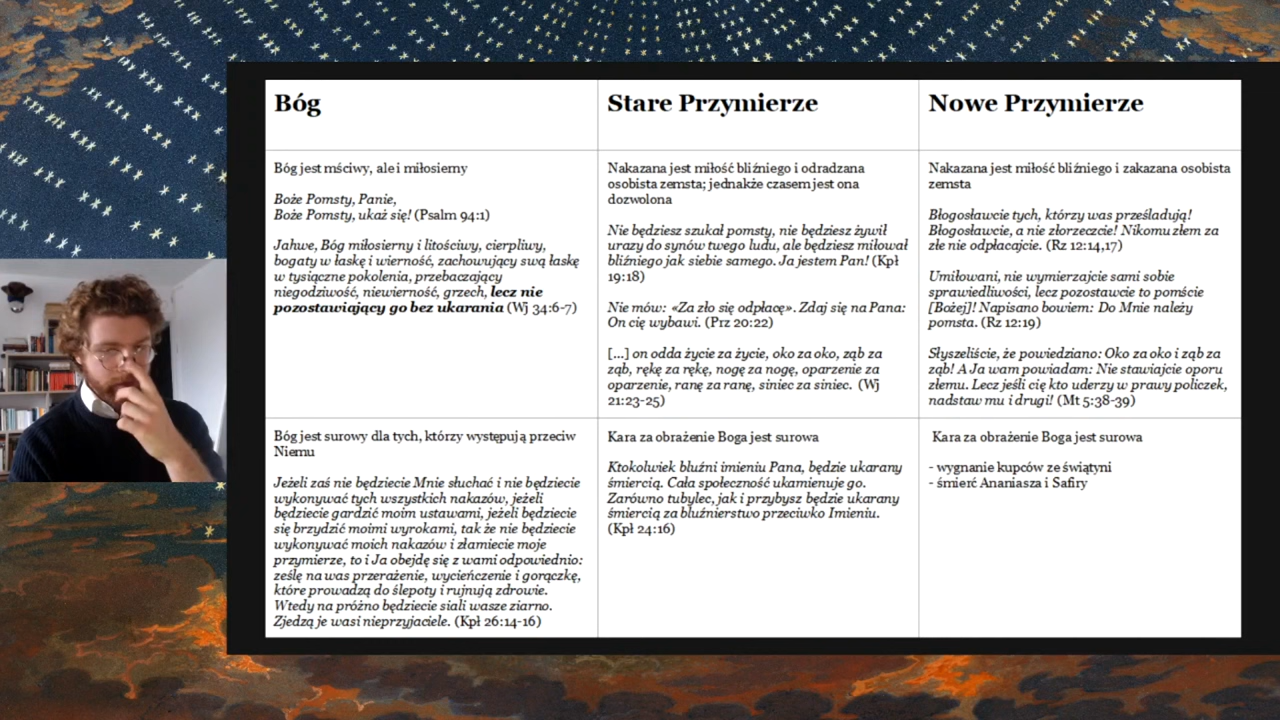 Bóg
Stare Przymierze
Nowe Przymierze
Bóg jest mściwy, ale i miłosierny
Boże Pomsty, Panie,
Boże Pomsty, ukaż się! (Psalm 94:1)
Jahwe, Bóg miłosierny i litościwy, cierpliwy,
bogaty w łaskę i wierność, zachowujący swą łaskę
w tysiączne pokolenia, przebaczający
niegodziwość, niewierność, grzech, lecz nie
pozostawiający go bez ukarania (Wj 34:6-7)
Nakazana jest miłość bliźniego i odradzana
osobista zemsta; jednakże czasem jest ona
dozwolona
Nie będziesz szukał pomsty, nie będziesz żywił
urazy do synów twego ludu, ale będziesz miłował
bliźniego jak siebie samego. Ja jestem Pan! (Kpł
19:18)
Nie mów: «Za zło się odpłacę». Zdaj się na Pana:
On cię wybawi. (Prz 20:22)
[...] on odda życie za życie, oko za oko, ząb za
ząb, rękę za rękę, nogę za nogę, oparzenie za
oparzenie, ranę za ranę, siniec za siniec. (Wj
21:23-25)
Nakazana jest miłość bliźniego i zakazana osobista
zemsta
Błogosławcie tych, którzy was prześladują!
Błogosławcie, a nie złorzeczcie! Nikomu złem za
złe nie odpłacajcie. (Rz 12:14,17)
Umiłowani, nie wymierzajcie sami sobie
sprawiedliwości, lecz pozostawcie to pomście
[Bożej]! Napisano bowiem: Do Mnie należy
pomsta. (Rz 12:19)
Słyszeliście, że powiedziano: Oko za oko i ząb za
ząb! A Ja wam powiadam: Nie stawiajcie oporu
złemu. Lecz jeśli cię kto uderzy w prawy policzek,
nadstaw mu i drugi! (Mt 5:38-39)
Bóg jest surowy dla tych, którzy występują przeciw
Niemu
Jeżeli zaś nie będziecie Mnie słuchać i nie będziecie
wykonywać tych wszystkich nakazów, jeżeli
będziecie gardzić moim ustawami, jeżeli będziecie
się brzydzić moimi wyrokami, tak że nie będziecie
wykonywać moich nakazów i złamiecie moje
przymierze, to i Ja obejdę się z wami odpowiednio:
ześlę na was przerażenie, wycieńczenie i gorączkę,
które prowadzą do ślepoty i rujnują zdrowie.
Wtedy na próżno będziecie siali wasze ziarno.
Zjedzą je wasi nieprzyjaciele. (Kpł 26:14-16)
Kara za obrażenie Boga jest surowa
Ktokolwiek bluźni imieniu Pana, będzie ukarany
śmiercią. Cała społeczność ukamienuje go.
Zarówno tubylec, jak i przybysz będzie ukarany
śmiercią za bluźnierstwo przeciwko Imieniu.
(Kpł 24:16)
Kara za obrażenie Boga jest surowa
- wygnanie kupców ze świątyni
- śmierć Ananiasza i Safiry